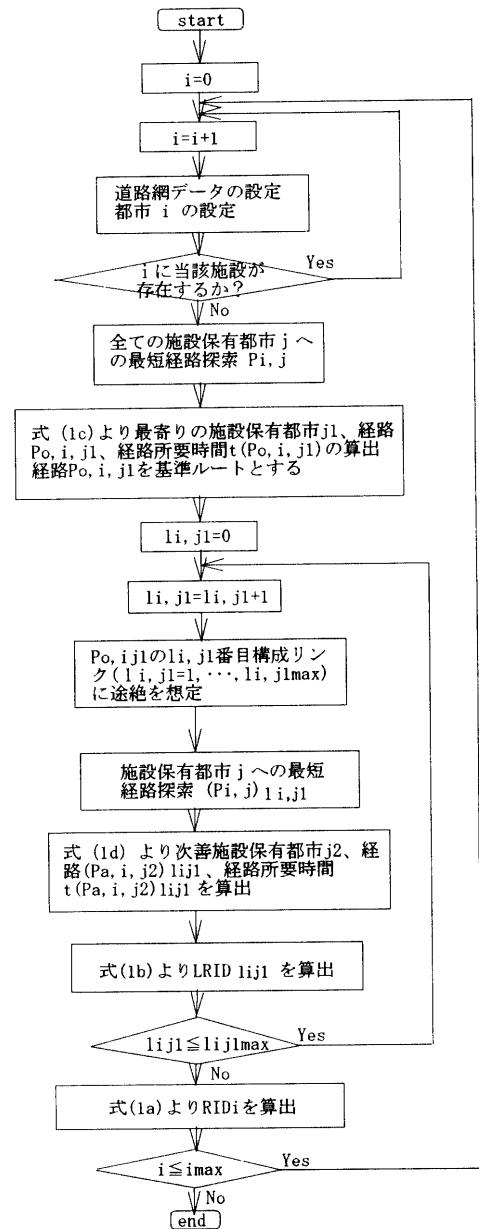 start
i=0
i=i+1
道路網データの設定
都市 i の設定
i に当該施設が
存在するか?
Yes
No
全ての施設保有都市 j へ
の最短経路探索 Pi,j
式 (1c)より最寄りの施設保有都市j1、経路
Po,i,j1、経路所要時間t(Po,i,j1)の算出
経路Po,i,j1を基準ルートとする
li,j1=0
li,j1=li,j1+1
Po,ij1のli,j1番目構成リン
ク(li,j1=1,···,li,j1max)
に途絶を想定
施設保有都市 j への最短
経路探索 (Pi,j)li,j1
式 (1d) より次善施設保有都市j2、経
路(Pa,i,j2)lij1、経路所要時間
t(Pa,i,j2)lij1 を算出
式(1b)よりLRID lij1 を算出
lij1≦lij1max
Yes
No
式(1a)よりRIDiを算出
i≦imax
Yes
No
end